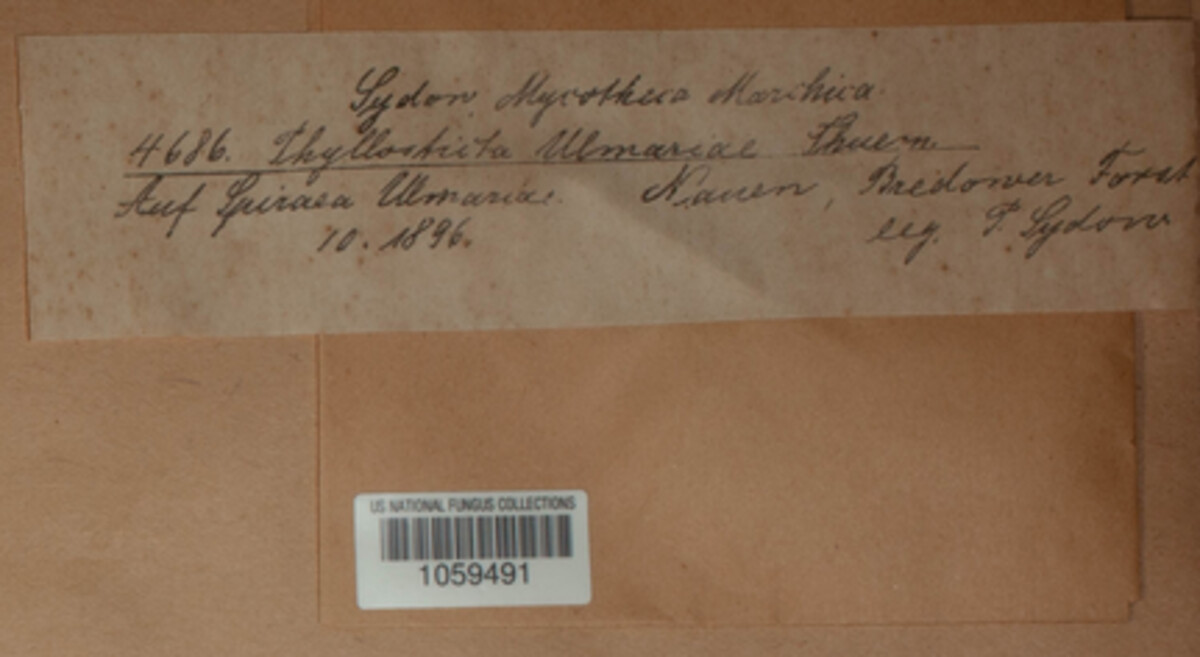 Sydow, Mycotheca Marchica.
4686. Phyllosticta Ulmariae Thuem.
Auf Spiraea Ulmariae. Nauen, Bredower Forst
10. 1896. leg. P. Sydow
US NATIONAL FUNGUS COLLECTIONS
1059491